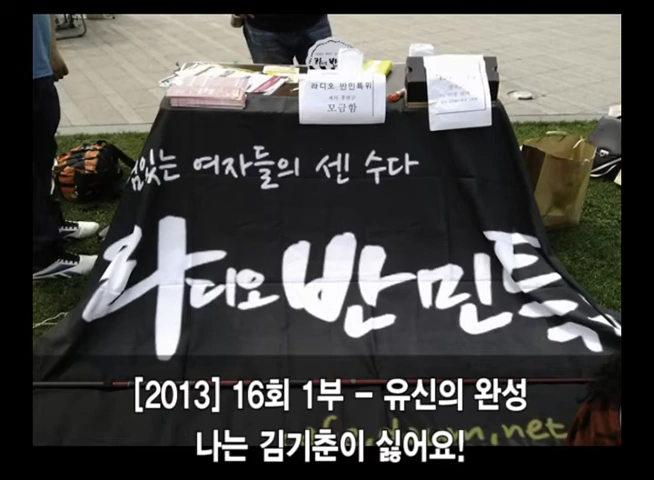 라디오 반민특위
모금함
있는 여자들의 센 수다
라디오 반민특
[2013] 16회 1부 - 유신의 완성
나는 김기춘이 싫어요!